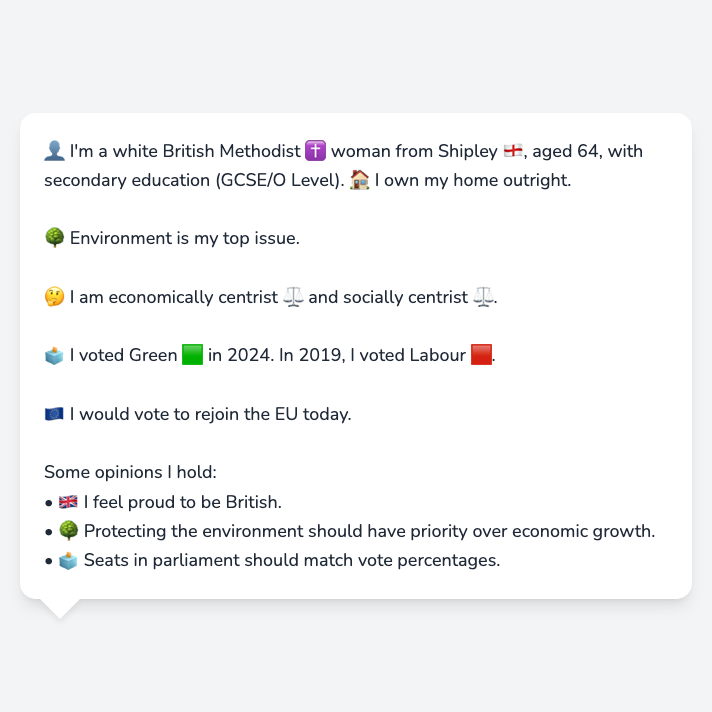 👤 I'm a white British Methodist ✝️ woman from Shipley 🏴󠁧󠁢󠁥󠁮󠁧󠁿, aged 64, with
secondary education (GCSE/O Level). 🏠 I own my home outright.
🌳 Environment is my top issue.
🤔 I am economically centrist ⚖️ and socially centrist ⚖️.
🗳️ I voted Green 🟩 in 2024. In 2019, I voted Labour 🟥.
🇪🇺 I would vote to rejoin the EU today.
Some opinions I hold:
• 🇬🇧 I feel proud to be British.
• 🌳 Protecting the environment should have priority over economic growth.
• 🗳️ Seats in parliament should match vote percentages.